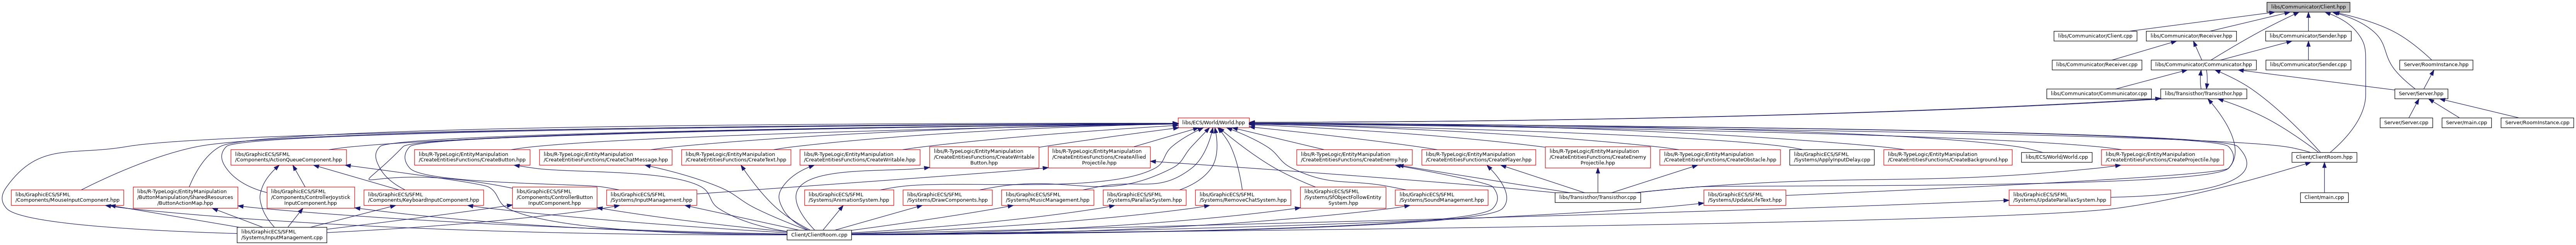 libs/Communicator/Client.hpp
libs/Communicator/Client.cpp
libs/Communicator/Receiver.hpp
libs/Communicator/Sender.hpp
libs/Communicator/Receiver.cpp
libs/Communicator/Communicator.hpp
libs/Communicator/Sender.cpp
Server/RoomInstance.hpp
libs/Communicator/Communicator.cpp
libs/Transisthor/Transisthor.hpp
Server/Server.hpp
libs/ECS/World/World.hpp
Server/Server.cpp
Server/main.cpp
Server/RoomInstance.cpp
libs/GraphicECS/SFML
/Components/ActionQueueComponent.hpp
libs/R-TypeLogic/EntityManipulation
/CreateEntitiesFunctions/CreateButton.hpp
libs/R-TypeLogic/EntityManipulation
/CreateEntitiesFunctions/CreateChatMessage.hpp
libs/R-TypeLogic/EntityManipulation
/CreateEntitiesFunctions/CreateText.hpp
libs/R-TypeLogic/EntityManipulation
/CreateEntitiesFunctions/CreateWritable.hpp
libs/R-TypeLogic/EntityManipulation
/CreateEntitiesFunctions/CreateWritable
Button.hpp
libs/R-TypeLogic/EntityManipulation
/CreateEntitiesFunctions/CreateAllied
Projectile.hpp
libs/R-TypeLogic/EntityManipulation
/CreateEntitiesFunctions/CreateEnemy.hpp
libs/R-TypeLogic/EntityManipulation
/CreateEntitiesFunctions/CreatePlayer.hpp
libs/R-TypeLogic/EntityManipulation
/CreateEntitiesFunctions/CreateEnemy
Projectile.hpp
libs/R-TypeLogic/EntityManipulation
/CreateEntitiesFunctions/CreateObstacle.hpp
libs/GraphicECS/SFML
/Systems/ApplyInputDelay.cpp
libs/R-TypeLogic/EntityManipulation
/CreateEntitiesFunctions/CreateBackground.hpp
libs/ECS/World/World.cpp
libs/R-TypeLogic/EntityManipulation
/CreateEntitiesFunctions/CreateProjectile.hpp
Client/ClientRoom.hpp
libs/GraphicECS/SFML
/Components/MouseInputComponent.hpp
libs/R-TypeLogic/EntityManipulation
/ButtonManipulation/SharedResources
/ButtonActionMap.hpp
libs/GraphicECS/SFML
/Components/ControllerJoystick
InputComponent.hpp
libs/GraphicECS/SFML
/Components/KeyboardInputComponent.hpp
libs/GraphicECS/SFML
/Components/ControllerButton
InputComponent.hpp
libs/GraphicECS/SFML
/Systems/InputManagement.hpp
libs/GraphicECS/SFML
/Systems/AnimationSystem.hpp
libs/GraphicECS/SFML
/Systems/DrawComponents.hpp
libs/GraphicECS/SFML
/Systems/MusicManagement.hpp
libs/GraphicECS/SFML
/Systems/ParallaxSystem.hpp
libs/GraphicECS/SFML
/Systems/RemoveChatSystem.hpp
libs/GraphicECS/SFML
/Systems/SfObjectFollowEntity
System.hpp
libs/GraphicECS/SFML
/Systems/SoundManagement.hpp
libs/Transisthor/Transisthor.cpp
libs/GraphicECS/SFML
/Systems/UpdateLifeText.hpp
libs/GraphicECS/SFML
/Systems/UpdateParallaxSystem.hpp
Client/main.cpp
libs/GraphicECS/SFML
/Systems/InputManagement.cpp
Client/ClientRoom.cpp